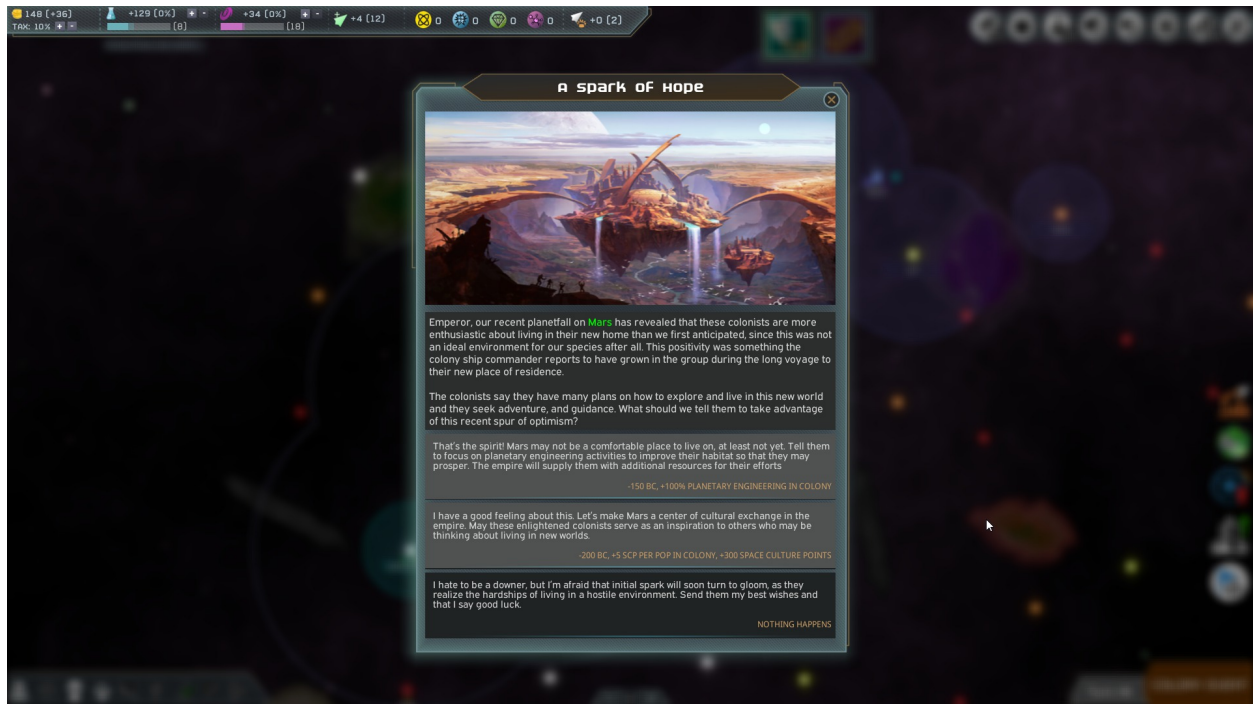 148 (+36)
+129 (0%) + -
+34 (0%) + -
+4 (12)
0
0
0
0
+0 (2)
TAX: 10% + -
(8)
(18)
A Spark of Hope
Emperor, our recent planetfall on Mars has revealed that these colonists are more
enthusiastic about living in their new home than we first anticipated, since this was not
an ideal environment for our species after all. This positivity was something the
colony ship commander reports to have grown in the group during the long voyage to
their new place of residence.
The colonists say they have many plans on how to explore and live in this new world
and they seek adventure, and guidance. What should we tell them to take advantage
of this recent spur of optimism?
That's the spirit! Mars may not be a comfortable place to live on, at least not yet. Tell them
to focus on planetary engineering activities to improve their habitat so that they may
prosper. The empire will supply them with additional resources for their efforts
-150 BC, +100% PLANETARY ENGINEERING IN COLONY
I have a good feeling about this. Let's make Mars a center of cultural exchange in the
empire. May these enlightened colonists serve as an inspiration to others who may be
thinking about living in new worlds.
-200 BC, +5 SCP PER POP IN COLONY, +300 SPACE CULTURE POINTS
I hate to be a downer, but I'm afraid that initial spark will soon turn to gloom, as they
realize the hardships of living in a hostile environment. Send them my best wishes and
that I say good luck.
NOTHING HAPPENS